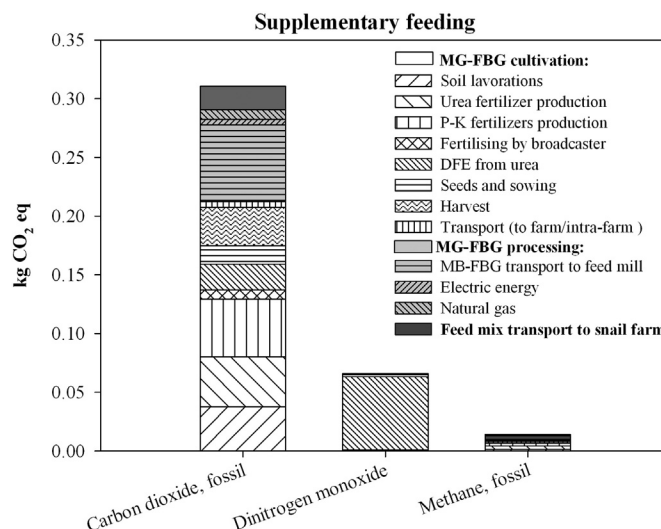 Supplementary feeding
kg CO₂ eq
0.35
0.30
0.25
0.20
0.15
0.10
0.05
0.00
MG-FBG cultivation:
Soil lavorations
Urea fertilizer production
P-K fertilizers production
Fertilising by broadcaster
DFE from urea
Seeds and sowing
Harvest
Transport (to farm/intra-farm )
MG-FBG processing:
MB-FBG transport to feed mill
Electric energy
Natural gas
Feed mix transport to snail farm
Carbon dioxide, fossil
Dinitrogen monoxide
Methane, fossil